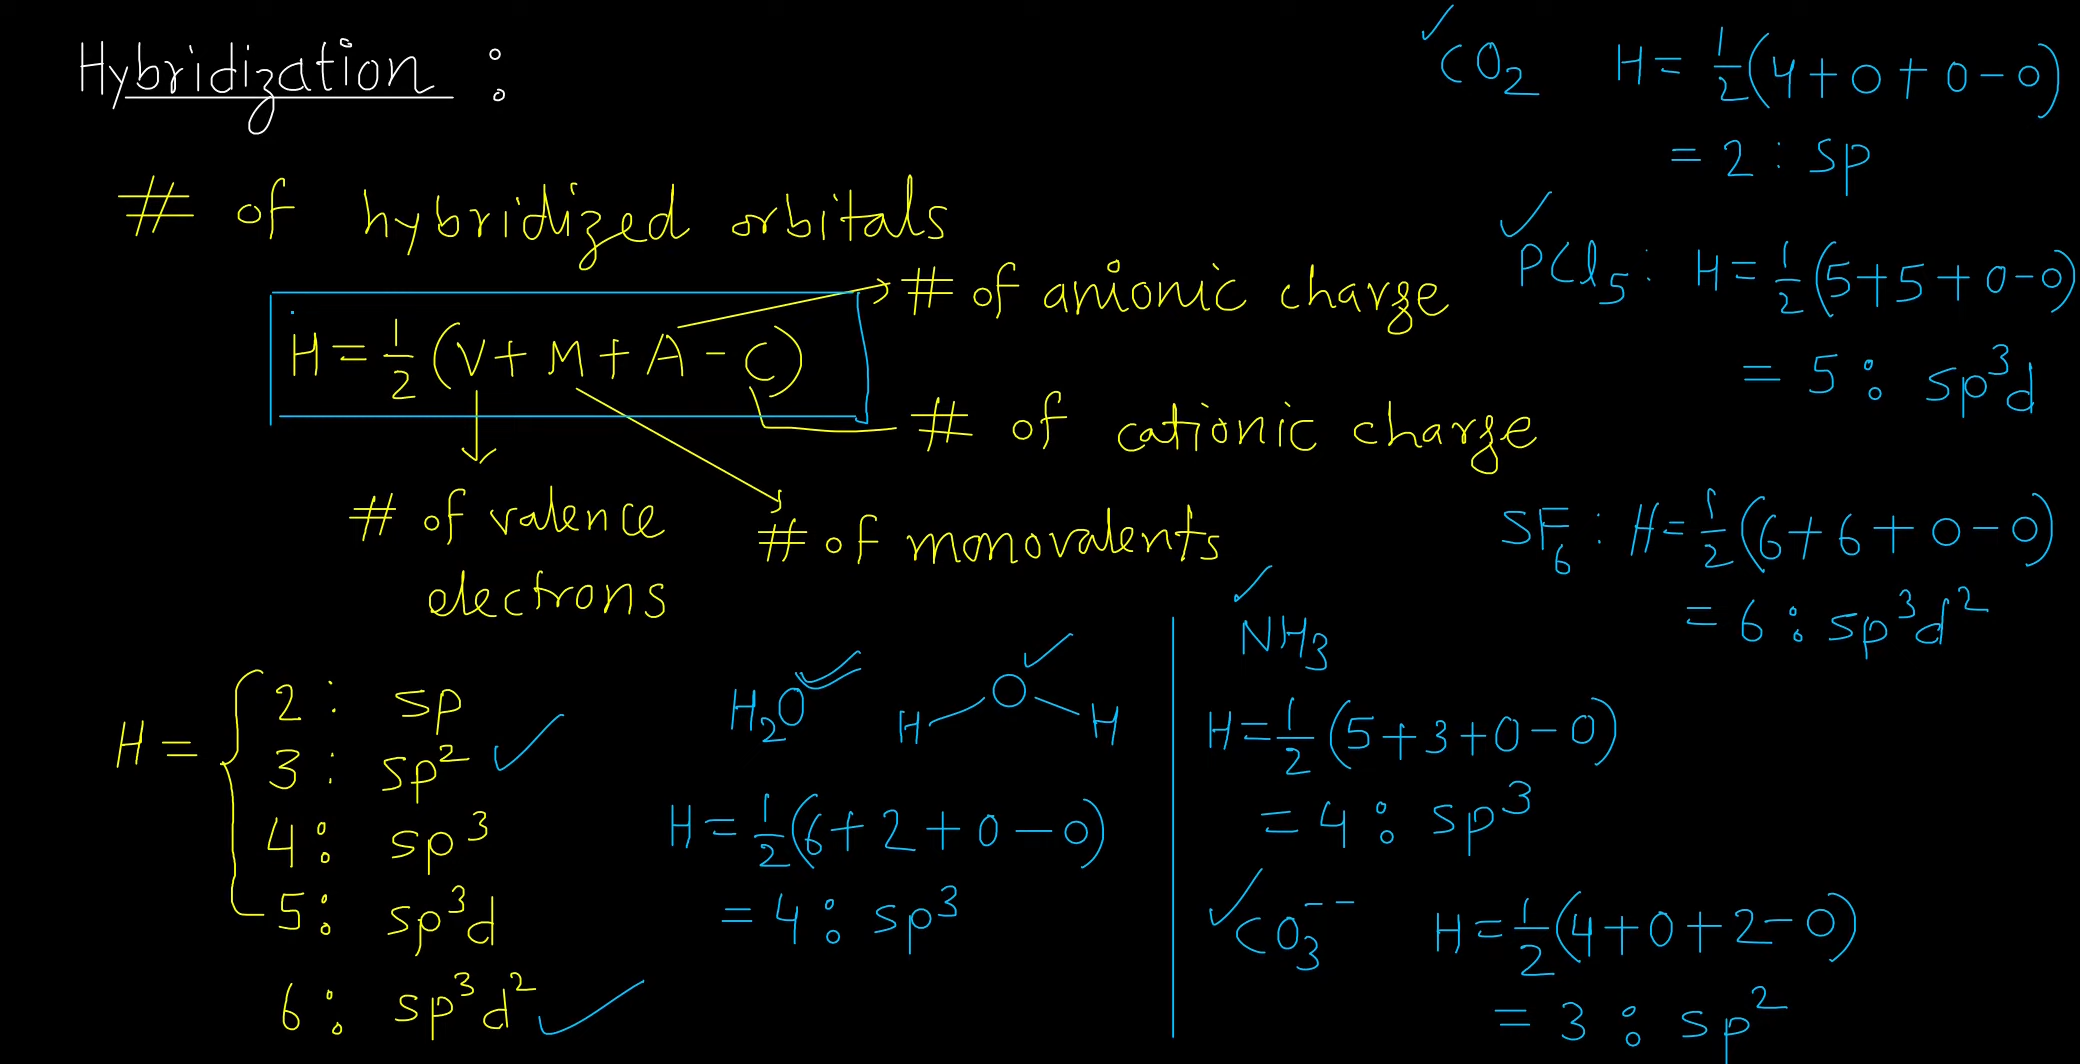 Hybridization :
# of hybridized orbitals
H = 1/2 (V + M + A - C)
# of anionic charge
# of cationic charge
# of valence
electrons
# of monovalents
H = { 2 : sp
3 : sp²
4 : sp³
5 : sp³d
6 : sp³d²
H₂O
H O H
H = 1/2 (6 + 2 + 0 - 0)
= 4 : sp³
NH₃
H = 1/2 (5 + 3 + 0 - 0)
= 4 : sp³
CO₃⁻⁻ H = 1/2 (4 + 0 + 2 - 0)
= 3 : sp²
CO₂ H = 1/2 (4 + 0 + 0 - 0)
= 2 : sp
PCl₅ : H = 1/2 (5 + 5 + 0 - 0)
= 5 : sp³d
SF₆ : H = 1/2 (6 + 6 + 0 - 0)
= 6 : sp³d²